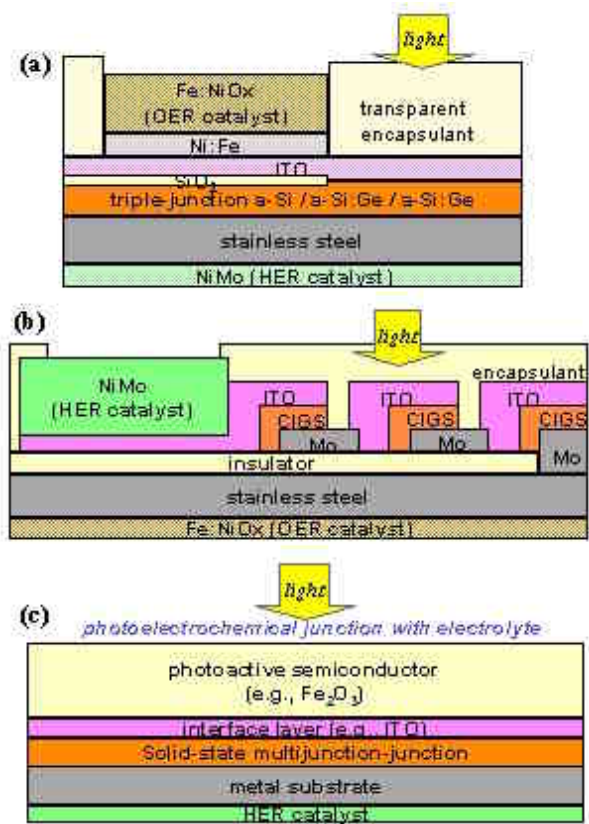 light
(a)
Fe:NiOx
(OER catalyst)
transparent
encapsulant
Ni:Fe
ITO
SiO2
triple-junction a-Si / a-Si:Ge / a-Si:Ge
stainless steel
NiMo (HER catalyst)
(b)
light
encapsulant
NiMo
(HER catalyst)
ITO ITO ITO
CIGS CIGS CIGS
Mo Mo Mo
insulator
stainless steel
Fe:NiOx (OER catalyst)
light
(c)
photoelectrochemical junction with electrolyte
photoactive semiconductor
(e.g., Fe2O3)
interface layer (e.g., ITO)
Solid-state multijunction-junction
metal substrate
HER catalyst